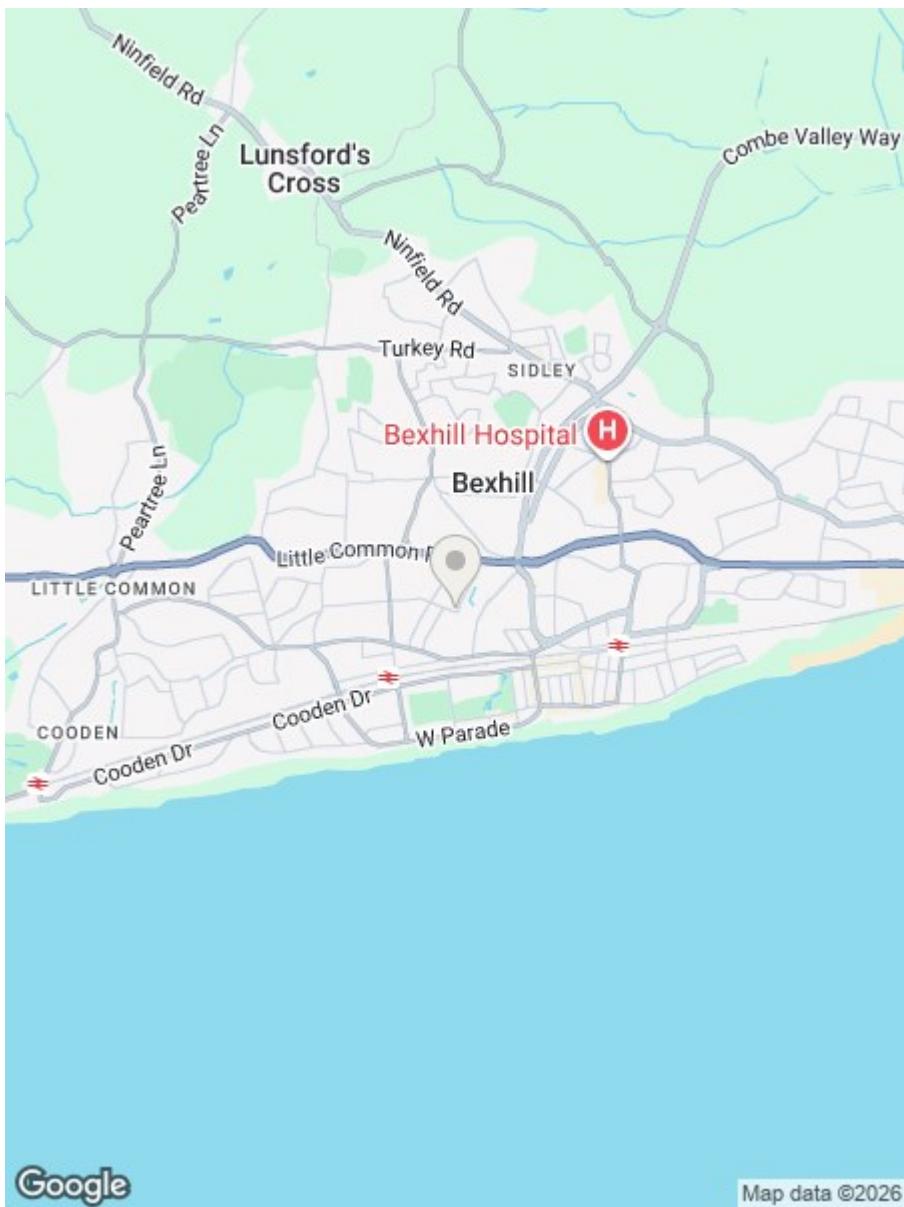 Ninfield Rd
Combe Valley Way
Lunsford's
Cross
Peartree Ln
Ninfield Rd
Turkey Rd
SIDLEY
Bexhill Hospital
H
Bexhill
Peartree Ln
Little Common
LITTLE COMMON
Cooden Dr
W Parade
COODEN
Cooden Dr
Google
Map data ©2026